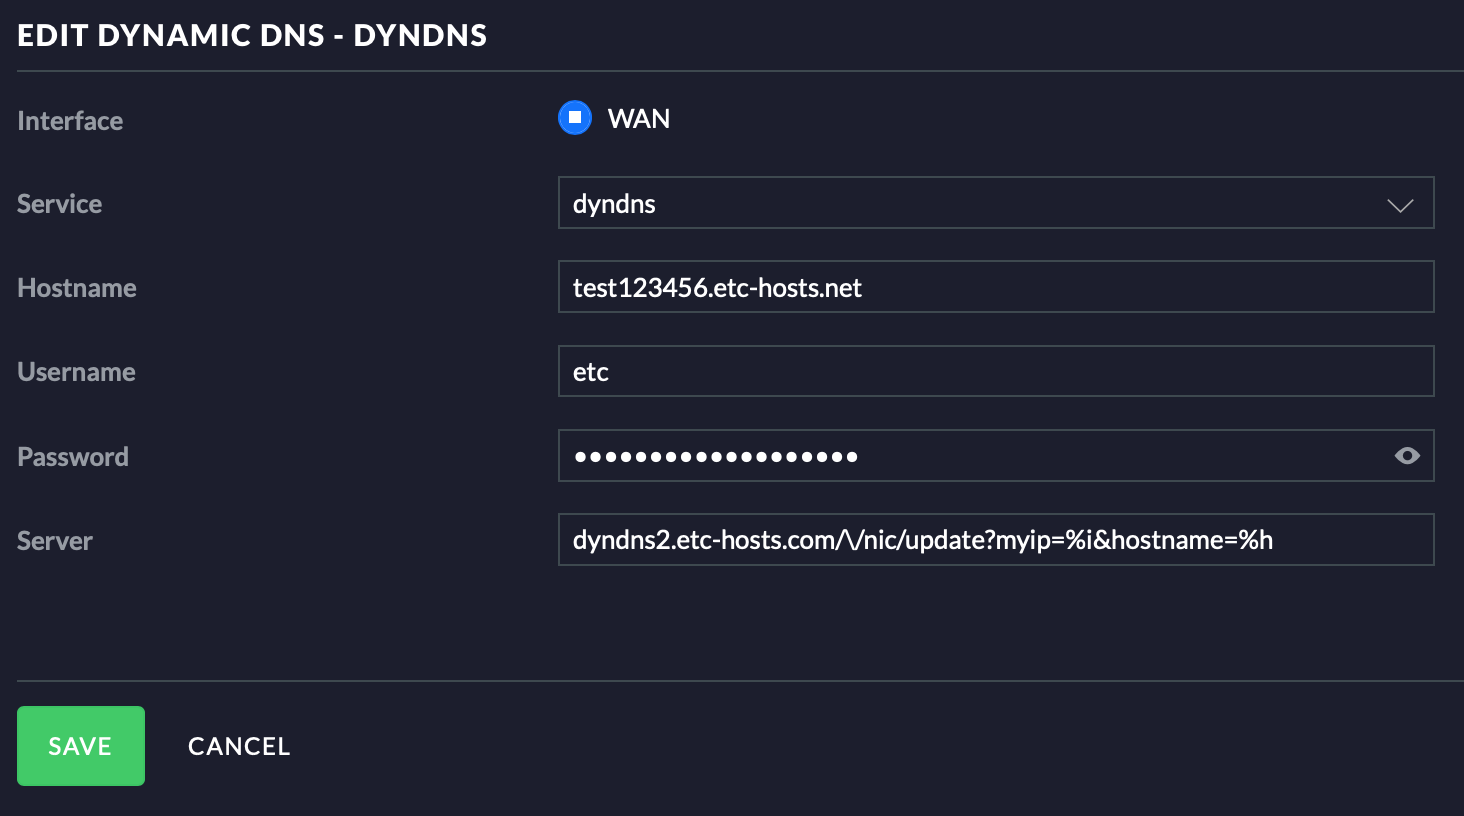 EDIT DYNAMIC DNS - DYNDNS
Interface
WAN
Service
dyndns
Hostname
test123456.etc-hosts.net
Username
etc
Password
•••••••••••••••••••
Server
dyndns2.etc-hosts.com/\/nic/update?myip=%i&hostname=%h
SAVE
CANCEL